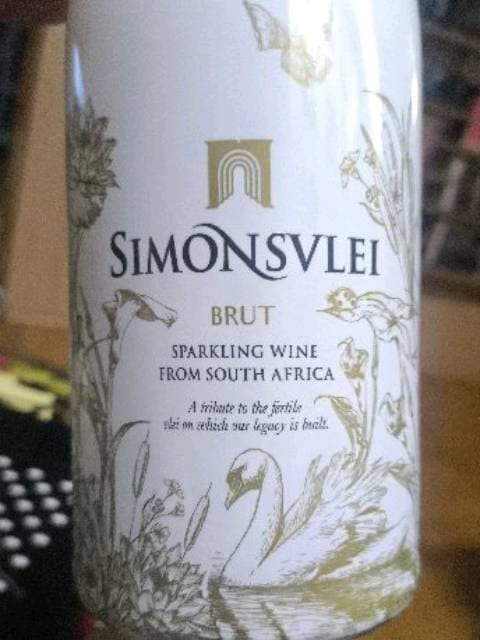 SIMONSVLEI
BRUT
SPARKLING WINE
FROM SOUTH AFRICA
A tribute to the fertile
vlei on which our legacy is built.